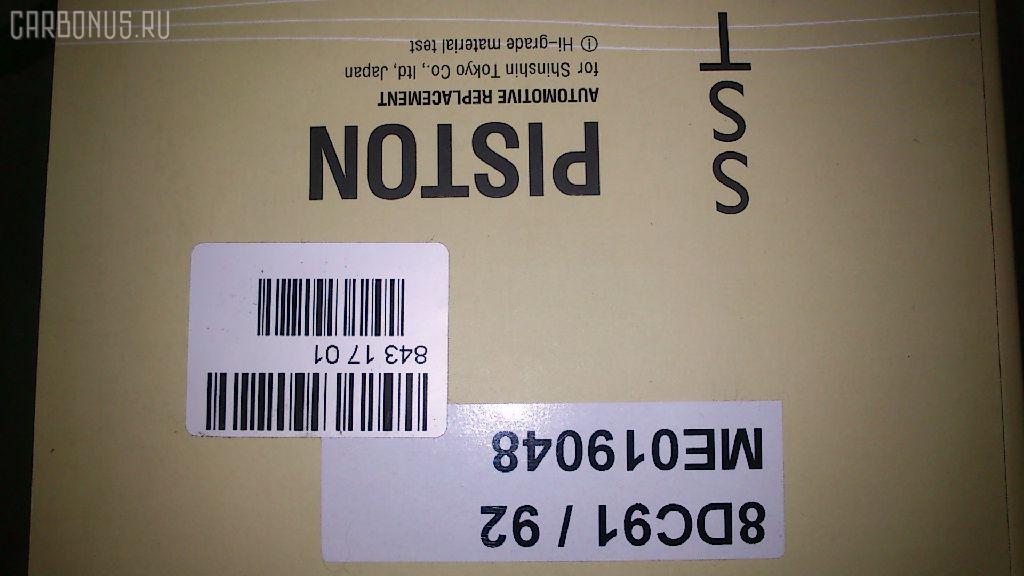 CARBONUS.RU
8DC91 / 92
ME019048
843 17 01
SST
PISTON
AUTOMOTIVE REPLACEMENT
for Shinshin Tokyo Co., ltd, Japan
ⓘ Hi-grade material test